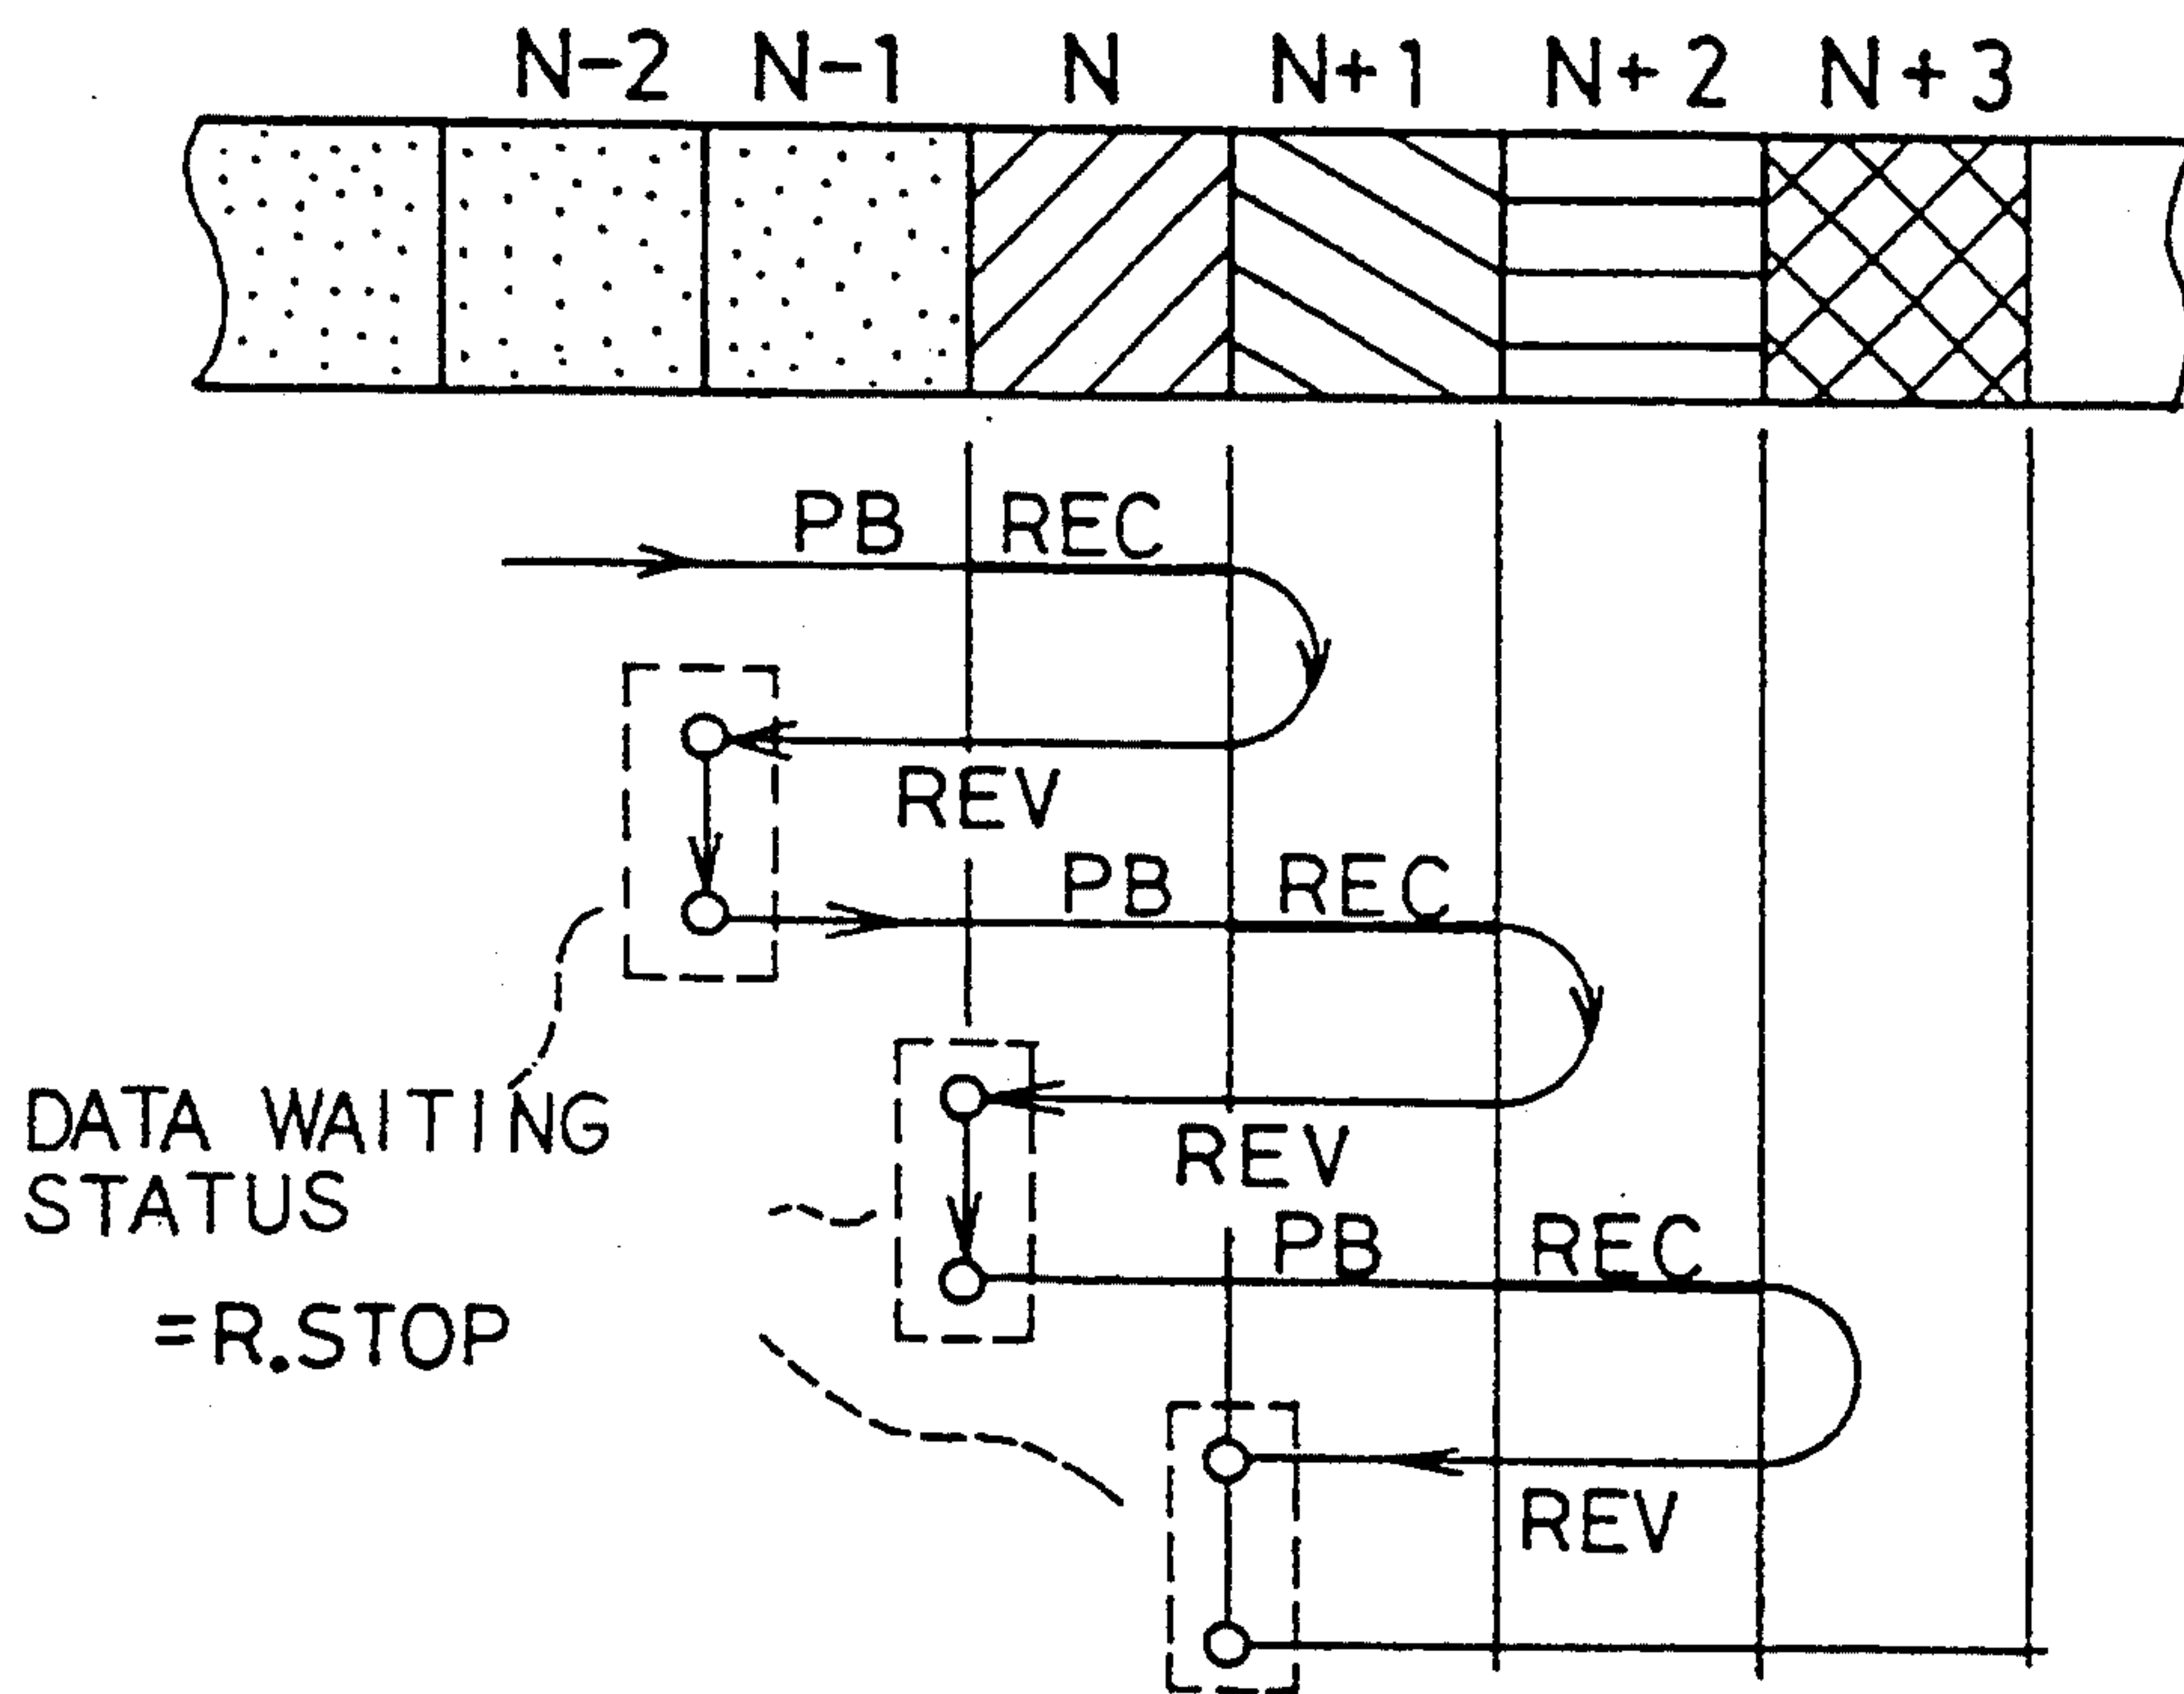 N-2 N-1 N N+1 N+2 N+3
PB REC
REV
PB REC
DATA WAITING
STATUS
REV
PB REC
=R.STOP
REV